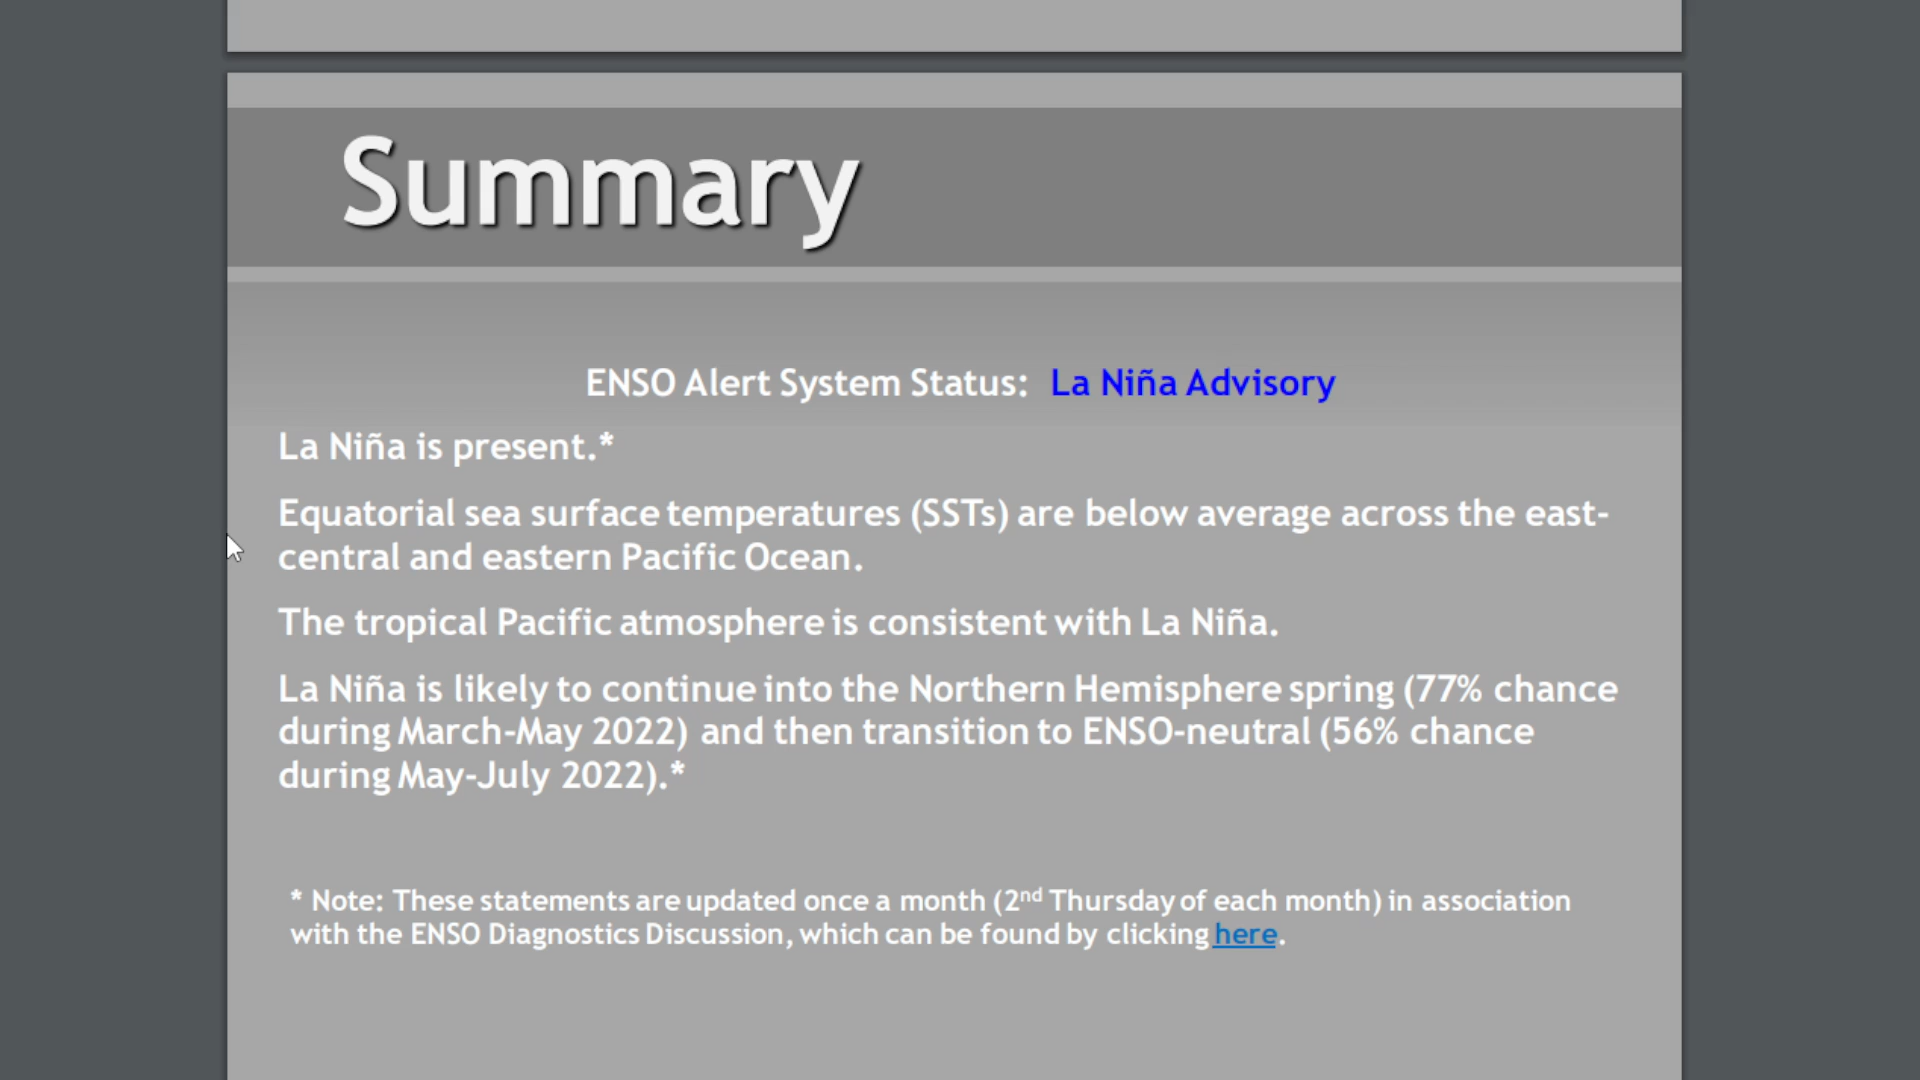 Summary
ENSO Alert System Status: La Niña Advisory
La Niña is present.*
Equatorial sea surface temperatures (SSTs) are below average across the east-
central and eastern Pacific Ocean.
The tropical Pacific atmosphere is consistent with La Niña.
La Niña is likely to continue into the Northern Hemisphere spring (77% chance
during March-May 2022) and then transition to ENSO-neutral (56% chance
during May-July 2022).*
* Note: These statements are updated once a month (2nd Thursday of each month) in association
with the ENSO Diagnostics Discussion, which can be found by clicking here.